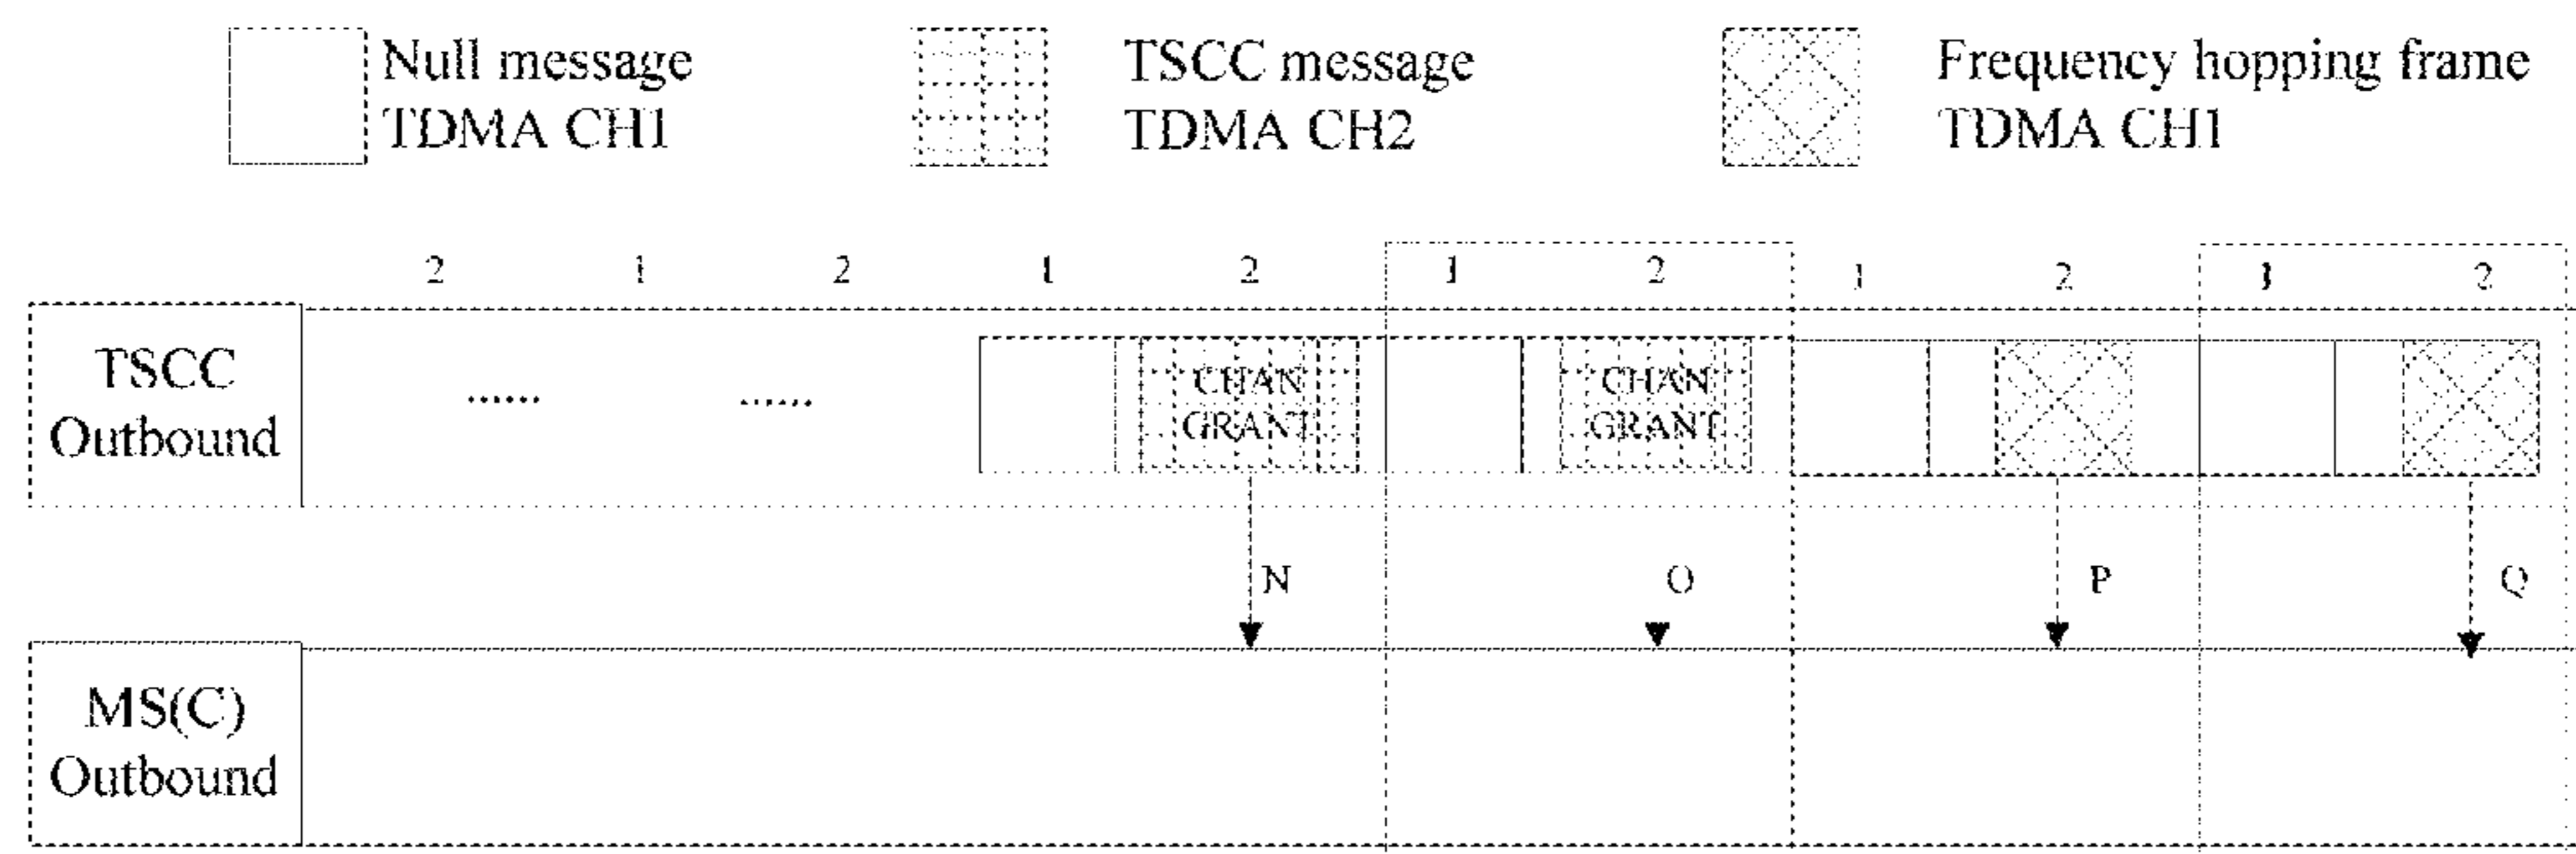 Null message
TDMA CH1
TSCC message
TDMA CH2
Frequency hopping frame
TDMA CH1
2 1 2 1 2 1 2 1 2 1 2
TSCC
Outbound
......
......
CHAN
GRANT
CHAN
GRANT
N
O
P
Q
MS(C)
Outbound